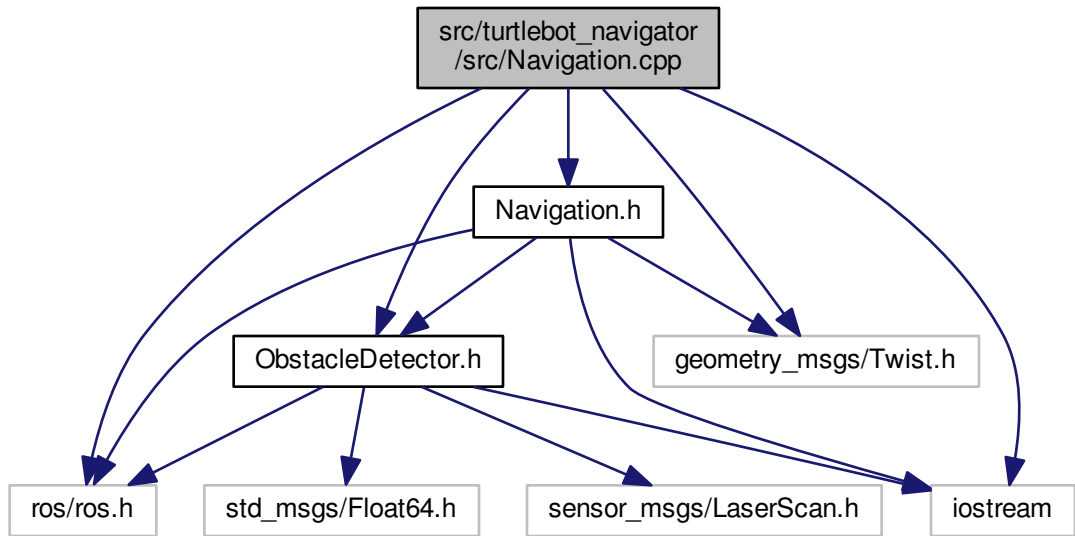 src/turtlebot_navigator
/src/Navigation.cpp
Navigation.h
ObstacleDetector.h
geometry_msgs/Twist.h
ros/ros.h
std_msgs/Float64.h
sensor_msgs/LaserScan.h
iostream